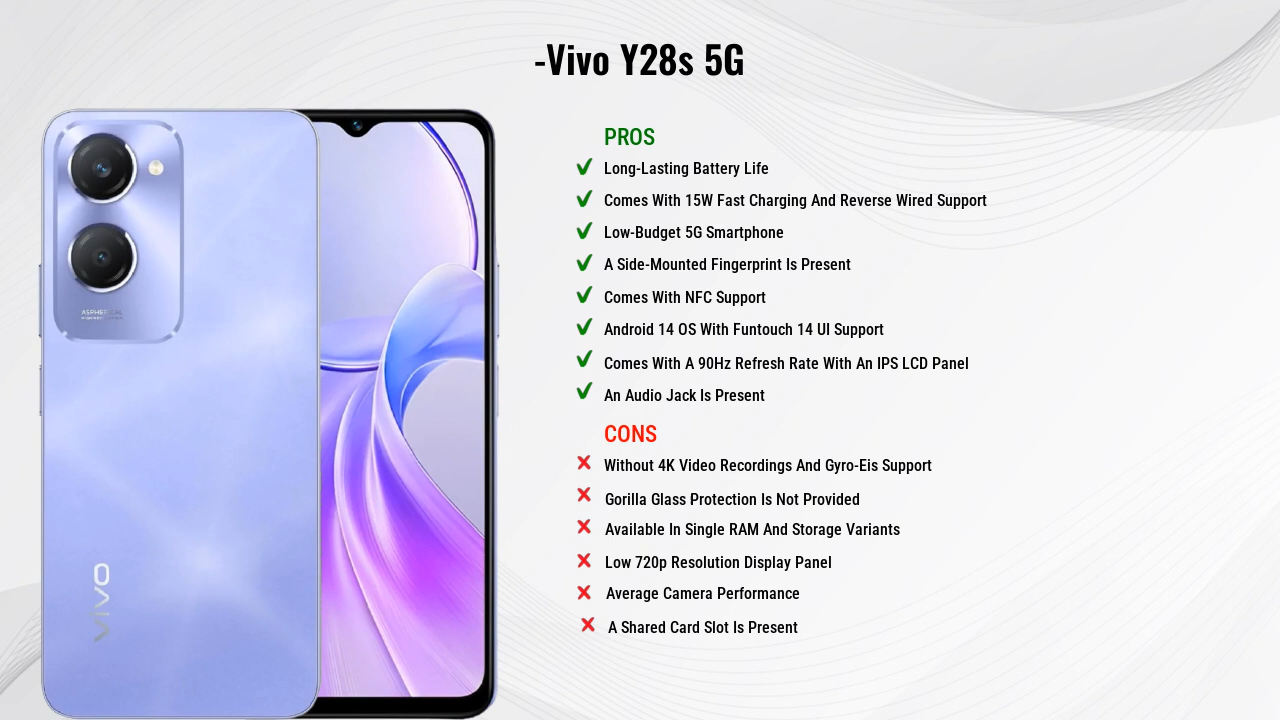 -Vivo Y28s 5G
PROS
Long-Lasting Battery Life
Comes With 15W Fast Charging And Reverse Wired Support
Low-Budget 5G Smartphone
A Side-Mounted Fingerprint Is Present
Comes With NFC Support
Android 14 OS With Funtouch 14 UI Support
Comes With A 90Hz Refresh Rate With An IPS LCD Panel
An Audio Jack Is Present
CONS
Without 4K Video Recordings And Gyro-Eis Support
Gorilla Glass Protection Is Not Provided
Available In Single RAM And Storage Variants
Low 720p Resolution Display Panel
Average Camera Performance
A Shared Card Slot Is Present
ASPHERICAL
vivo